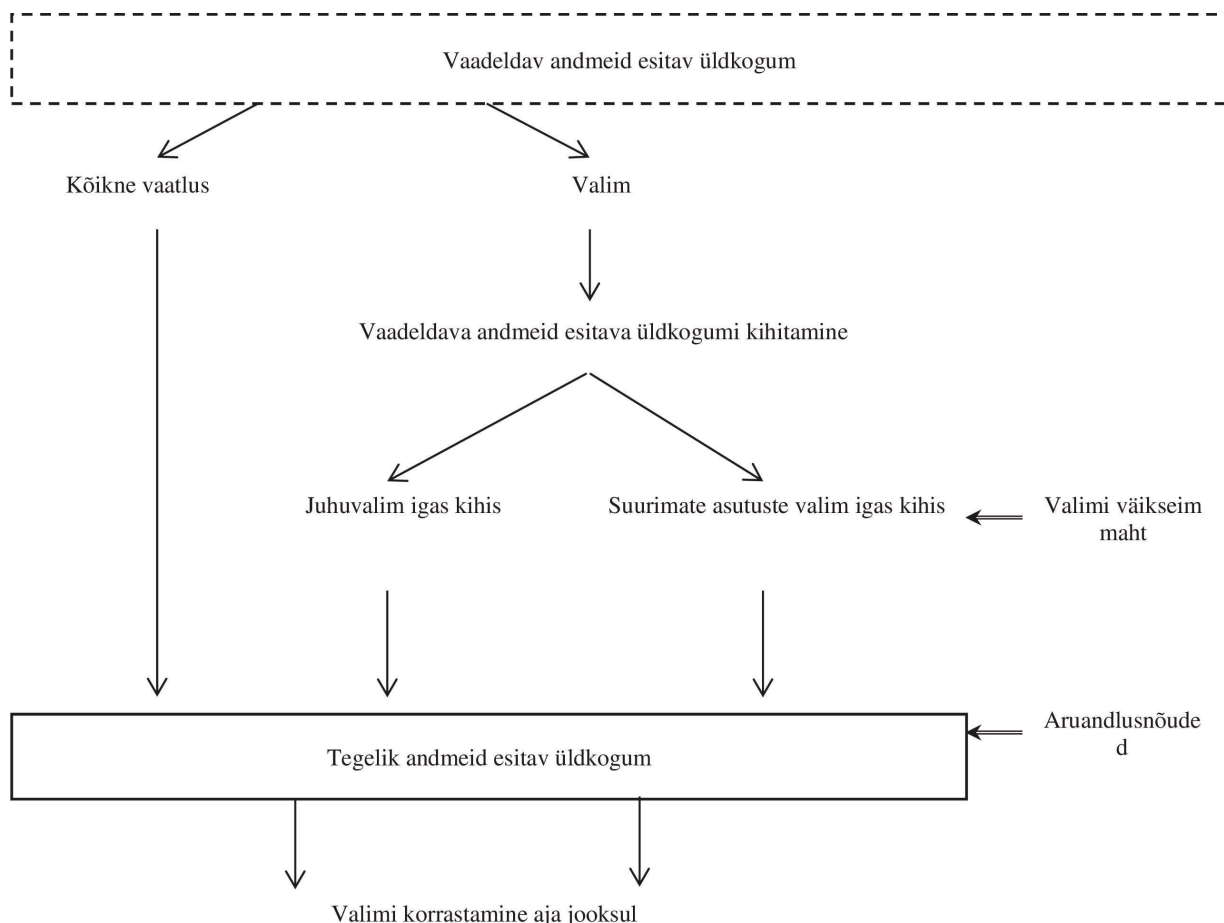 Vaadeldav andmeid esitav üldkogum
Kõikne vaatlus
Valim
Vaadeldava andmeid esitava üldkogumi kihitamine
Juhuvalim igas kihis
Suurimate asutuste valim igas kihis
Valimi väikseim
maht
Aruandlusnõude
d
Tegelik andmeid esitav üldkogum
Valimi korrastamine aja jooksul